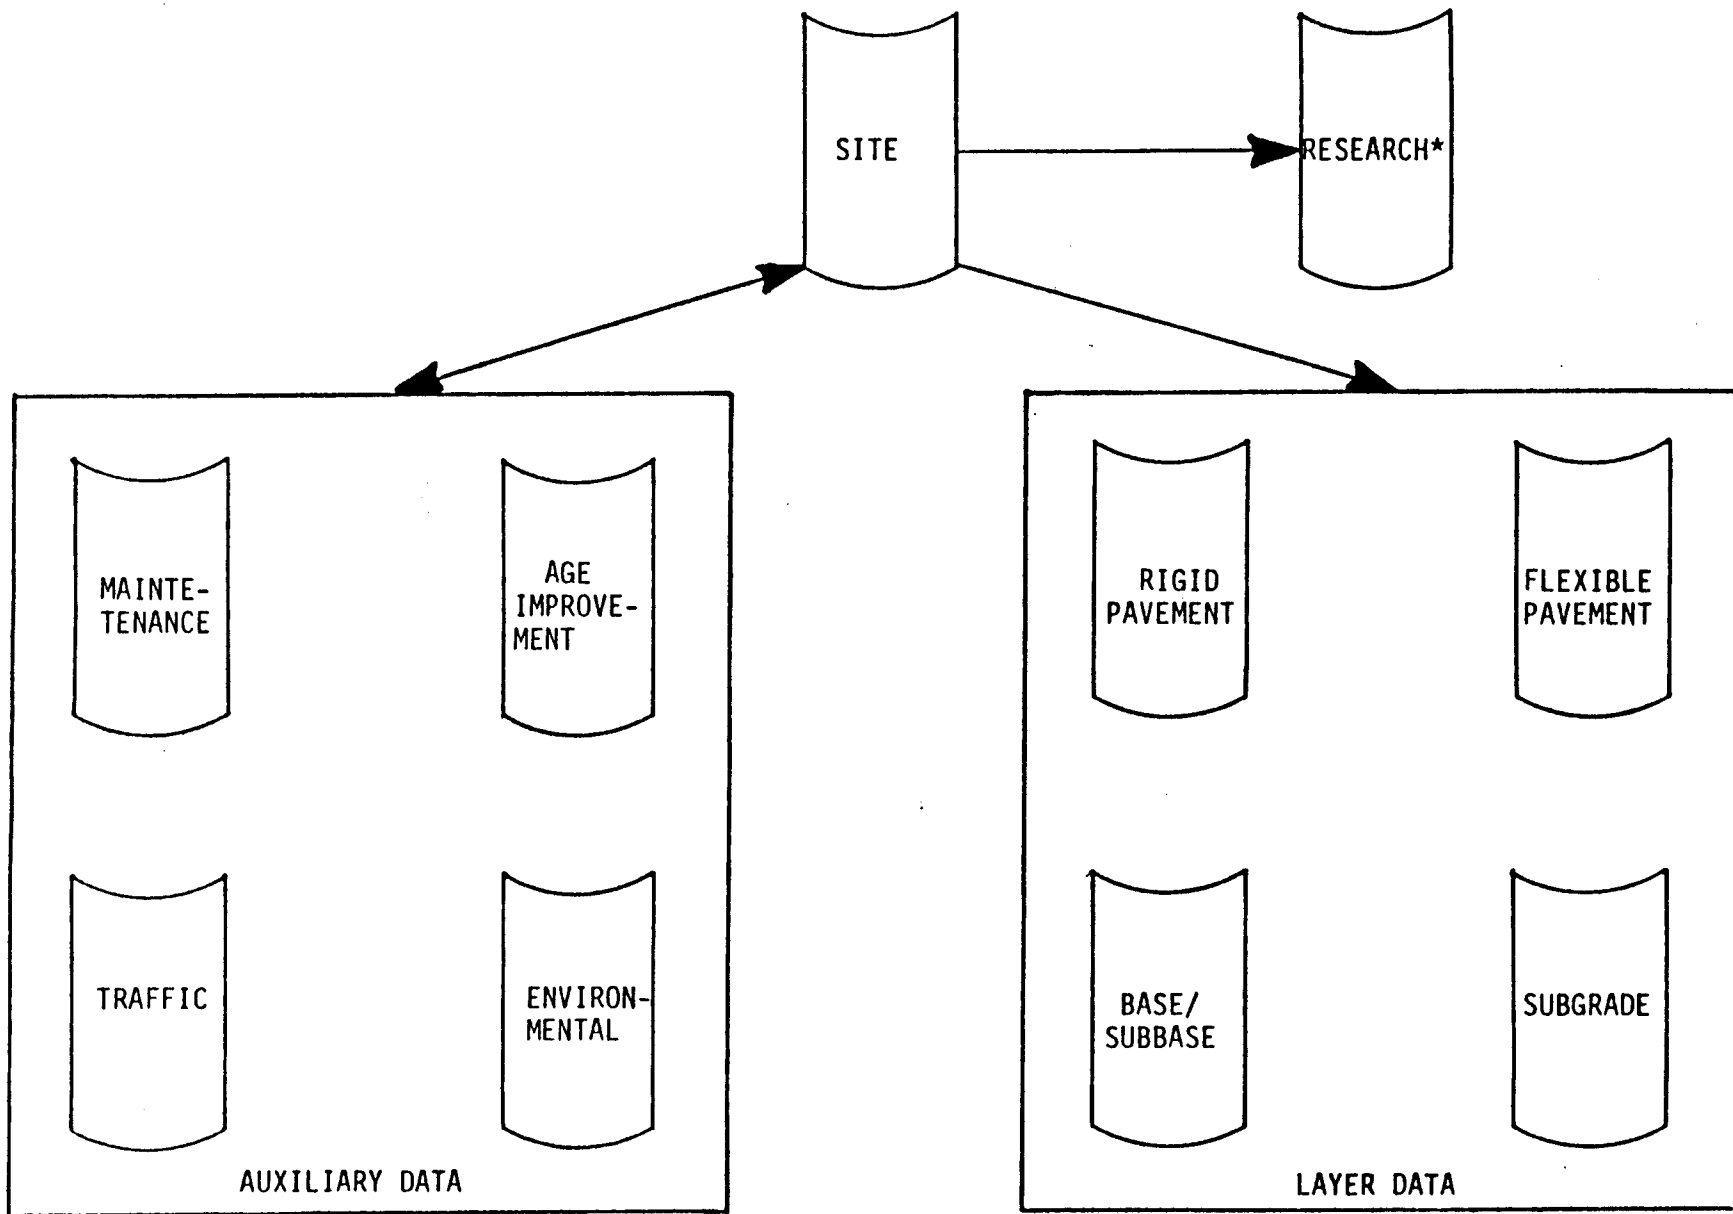 SITE
RESEARCH*
MAINTE-
TENANCE
AGE
IMPROVE-
MENT
TRAFFIC
ENVIRON-
MENTAL
AUXILIARY DATA
RIGID
PAVEMENT
FLEXIBLE
PAVEMENT
BASE/
SUBBASE
SUBGRADE
LAYER DATA